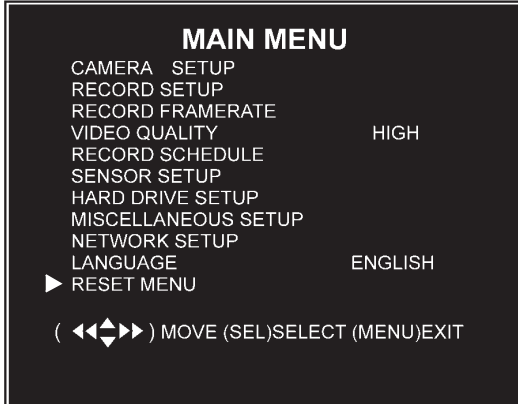 MAIN MENU
CAMERA SETUP
RECORD SETUP
RECORD FRAMERATE
VIDEO QUALITY HIGH
RECORD SCHEDULE
SENSOR SETUP
HARD DRIVE SETUP
MISCELLANEOUS SETUP
NETWORK SETUP
LANGUAGE ENGLISH
▶ RESET MENU
( ◀◀▲▼▶▶ ) MOVE (SEL)SELECT (MENU)EXIT